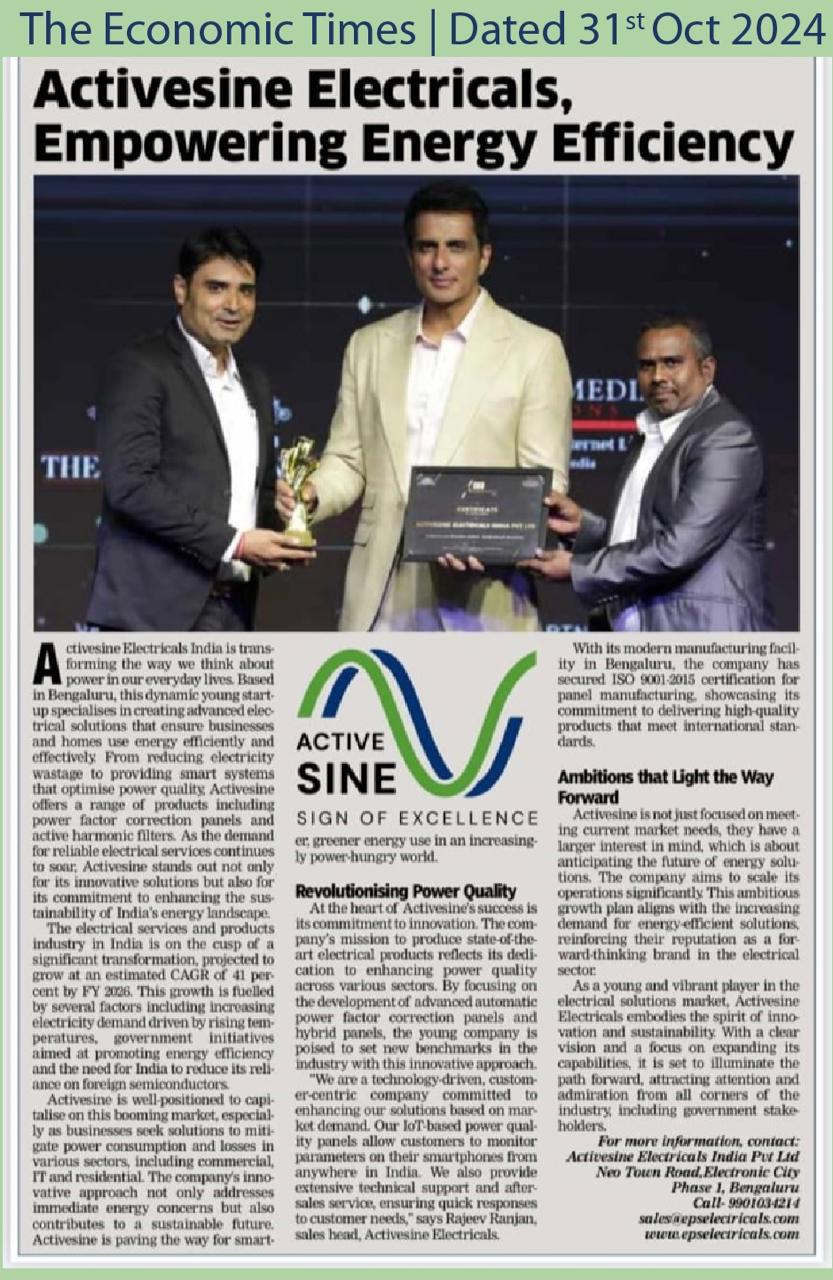 The Economic Times | Dated 31st Oct 2024
Activesine Electricals,
Empowering Energy Efficiency
THE
MEDI
ONS
ernet L
dia
CERTIFICATE
ACTIVESINE ELECTRICALS INDIA PVT LTD
Activesine Electricals India is trans-
forming the way we think about
power in our everyday lives. Based
in Bengaluru, this dynamic young start-
up specialises in creating advanced elec-
trical solutions that ensure businesses
and homes use energy efficiently and
effectively. From reducing electricity
wastage to providing smart systems
that optimise power quality, Activesine
offers a range of products including
power factor correction panels and
active harmonic filters. As the demand
for reliable electrical services continues
to soar, Activesine stands out not only
for its innovative solutions but also for
its commitment to enhancing the sus-
tainability of India's energy landscape.
The electrical services and products
industry in India is on the cusp of a
significant transformation, projected to
grow at an estimated CAGR of 41 per-
cent by FY 2026. This growth is fuelled
by several factors including increasing
electricity demand driven by rising tem-
peratures, government initiatives
aimed at promoting energy efficiency
and the need for India to reduce its reli-
ance on foreign semiconductors.
Activesine is well-positioned to capi-
talise on this booming market, especial-
ly as businesses seek solutions to miti-
gate power consumption and losses in
various sectors, including commercial,
IT and residential. The company's inno-
vative approach not only addresses
immediate energy concerns but also
contributes to a sustainable future.
Activesine is paving the way for smart-
ACTIVE
SINE
SIGN OF EXCELLENCE
er, greener energy use in an increasing-
ly power-hungry world.
Revolutionising Power Quality
At the heart of Activesine's success is
its commitment to innovation. The com-
pany's mission to produce state-of-the-
art electrical products reflects its dedi-
cation to enhancing power quality
across various sectors. By focusing on
the development of advanced automatic
power factor correction panels and
hybrid panels, the young company is
poised to set new benchmarks in the
industry with this innovative approach.
"We are a technology-driven, custom-
er-centric company committed to
enhancing our solutions based on mar-
ket demand. Our IoT-based power qual-
ity panels allow customers to monitor
parameters on their smartphones from
anywhere in India. We also provide
extensive technical support and after-
sales service, ensuring quick responses
to customer needs," says Rajeev Ranjan,
sales head, Activesine Electricals.
With its modern manufacturing facil-
ity in Bengaluru, the company has
secured ISO 9001-2015 certification for
panel manufacturing, showcasing its
commitment to delivering high-quality
products that meet international stan-
dards.
Ambitions that Light the Way
Forward
Activesine is not just focused on meet-
ing current market needs, they have a
larger interest in mind, which is about
anticipating the future of energy solu-
tions. The company aims to scale its
operations significantly. This ambitious
growth plan aligns with the increasing
demand for energy-efficient solutions,
reinforcing their reputation as a for-
ward-thinking brand in the electrical
sector.
As a young and vibrant player in the
electrical solutions market, Activesine
Electricals embodies the spirit of inno-
vation and sustainability. With a clear
vision and a focus on expanding its
capabilities, it is set to illuminate the
path forward, attracting attention and
admiration from all corners of the
industry, including government stake-
holders.
For more information, contact:
Activesine Electricals India Pvt Ltd
Neo Town Road,Electronic City
Phase 1, Bengaluru
Call- 9901034214
sales@epselectricals.com
www.epselectricals.com